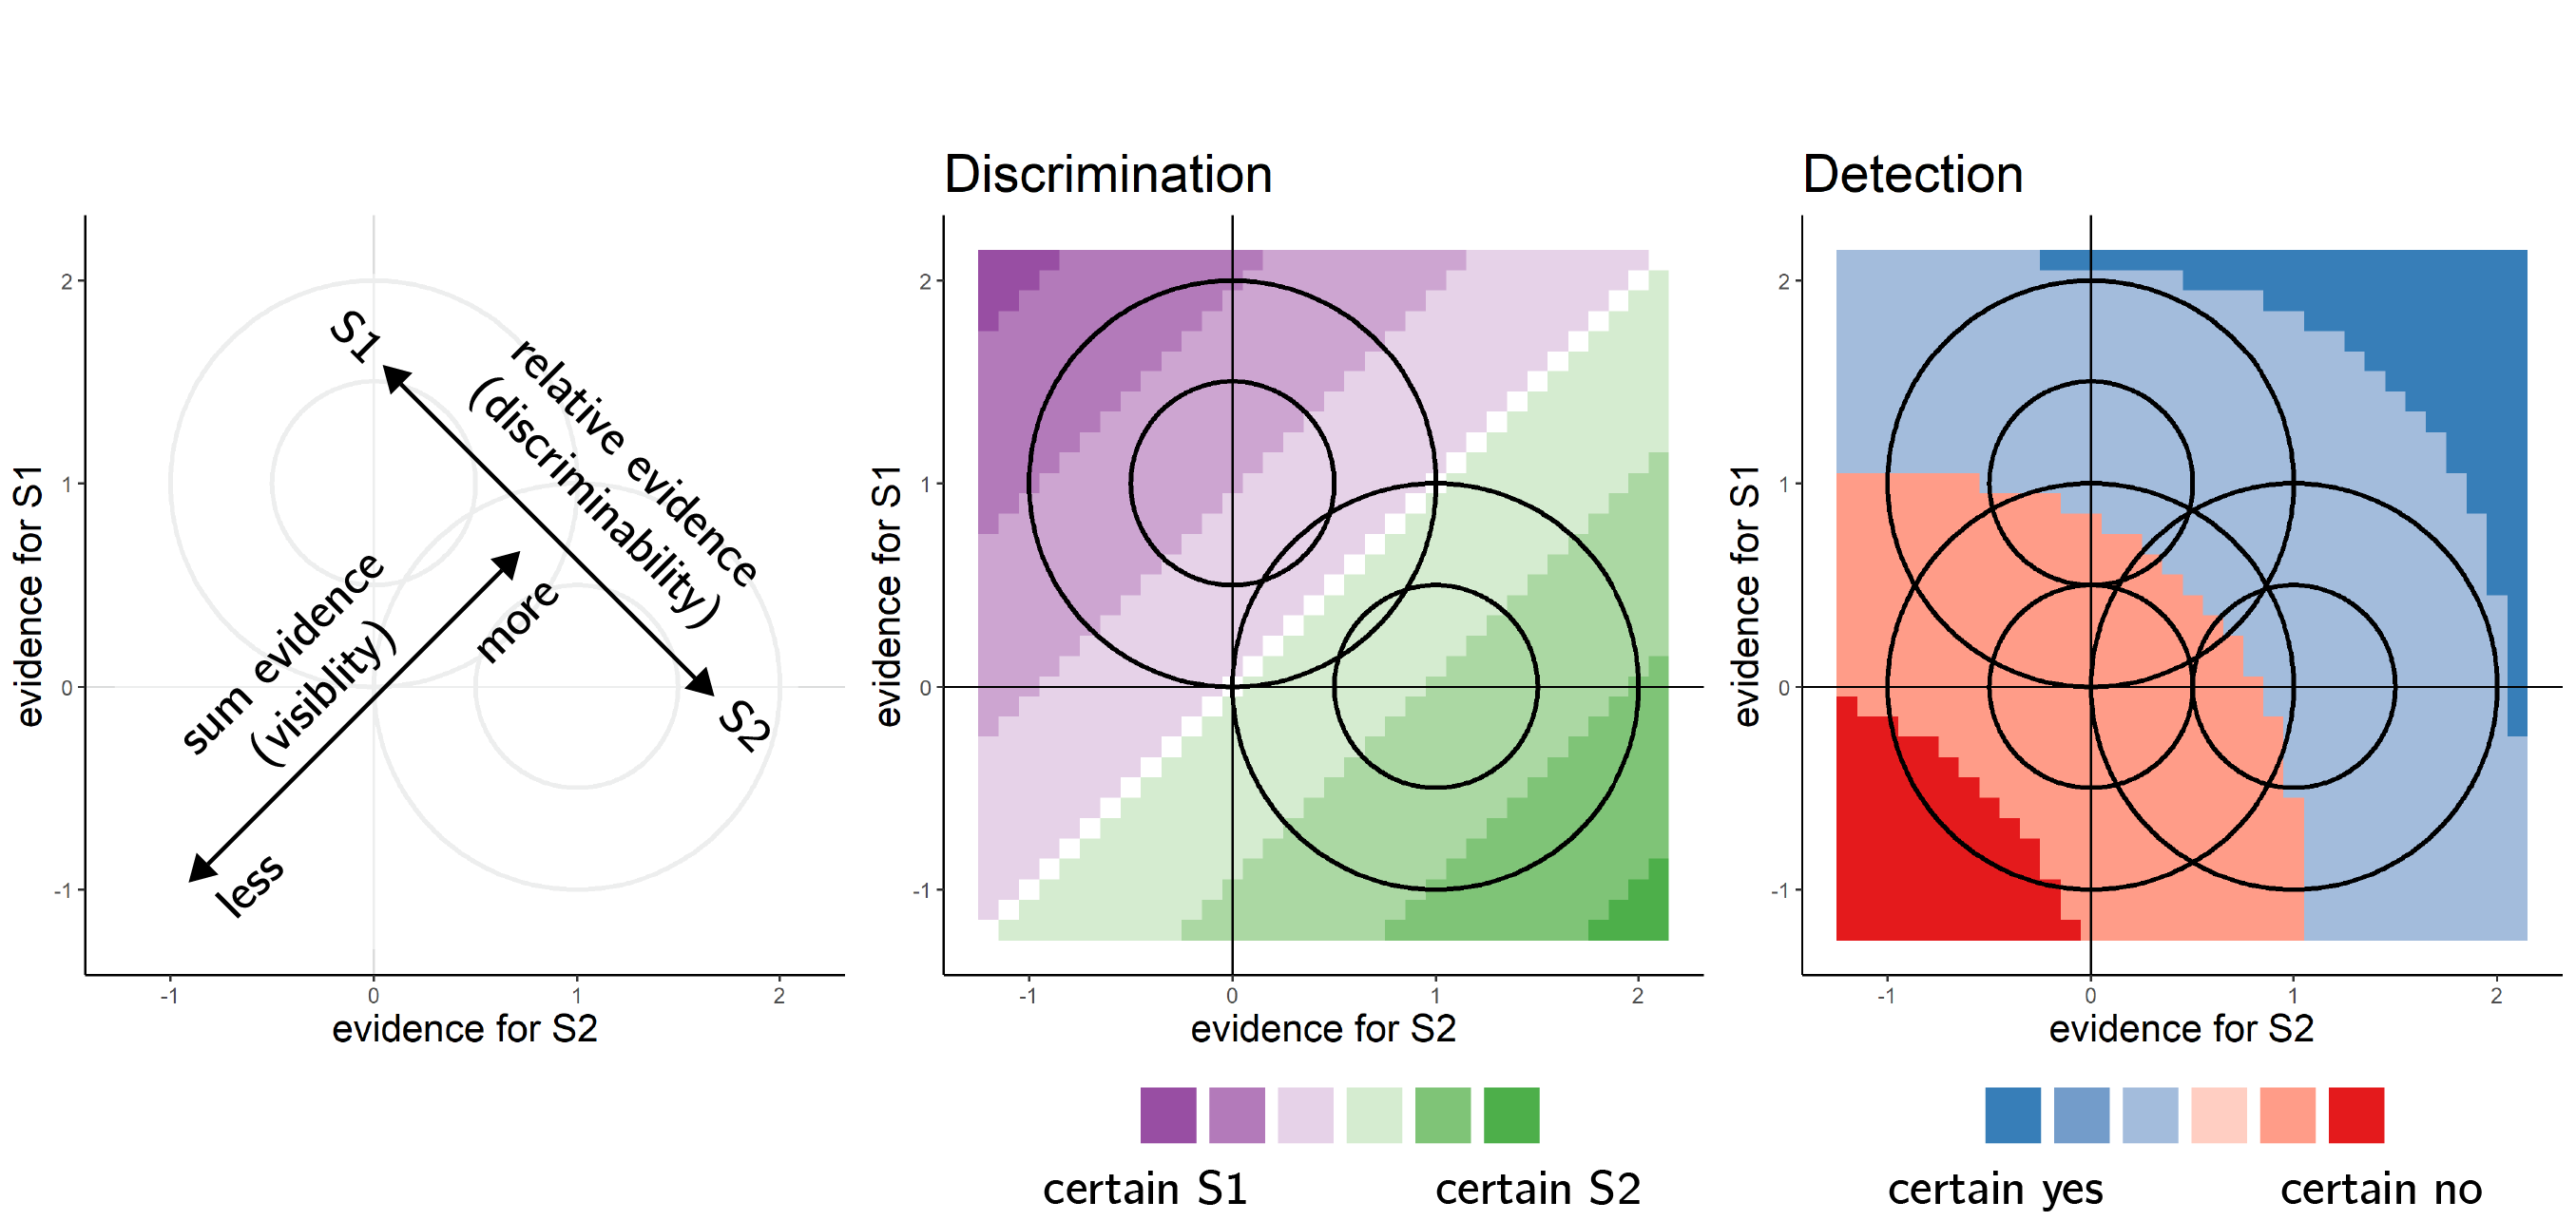 Discrimination
Detection
evidence for S1
2
1
0
-1
S1
relative evidence
(discriminability)
sum evidence
(visiblity)
more
less
S2
-1
0
1
2
evidence for S2
evidence for S1
2
1
0
-1
-1
0
1
2
evidence for S2
evidence for S1
2
1
0
-1
-1
0
1
2
evidence for S2
certain S1
certain S2
certain yes
certain no